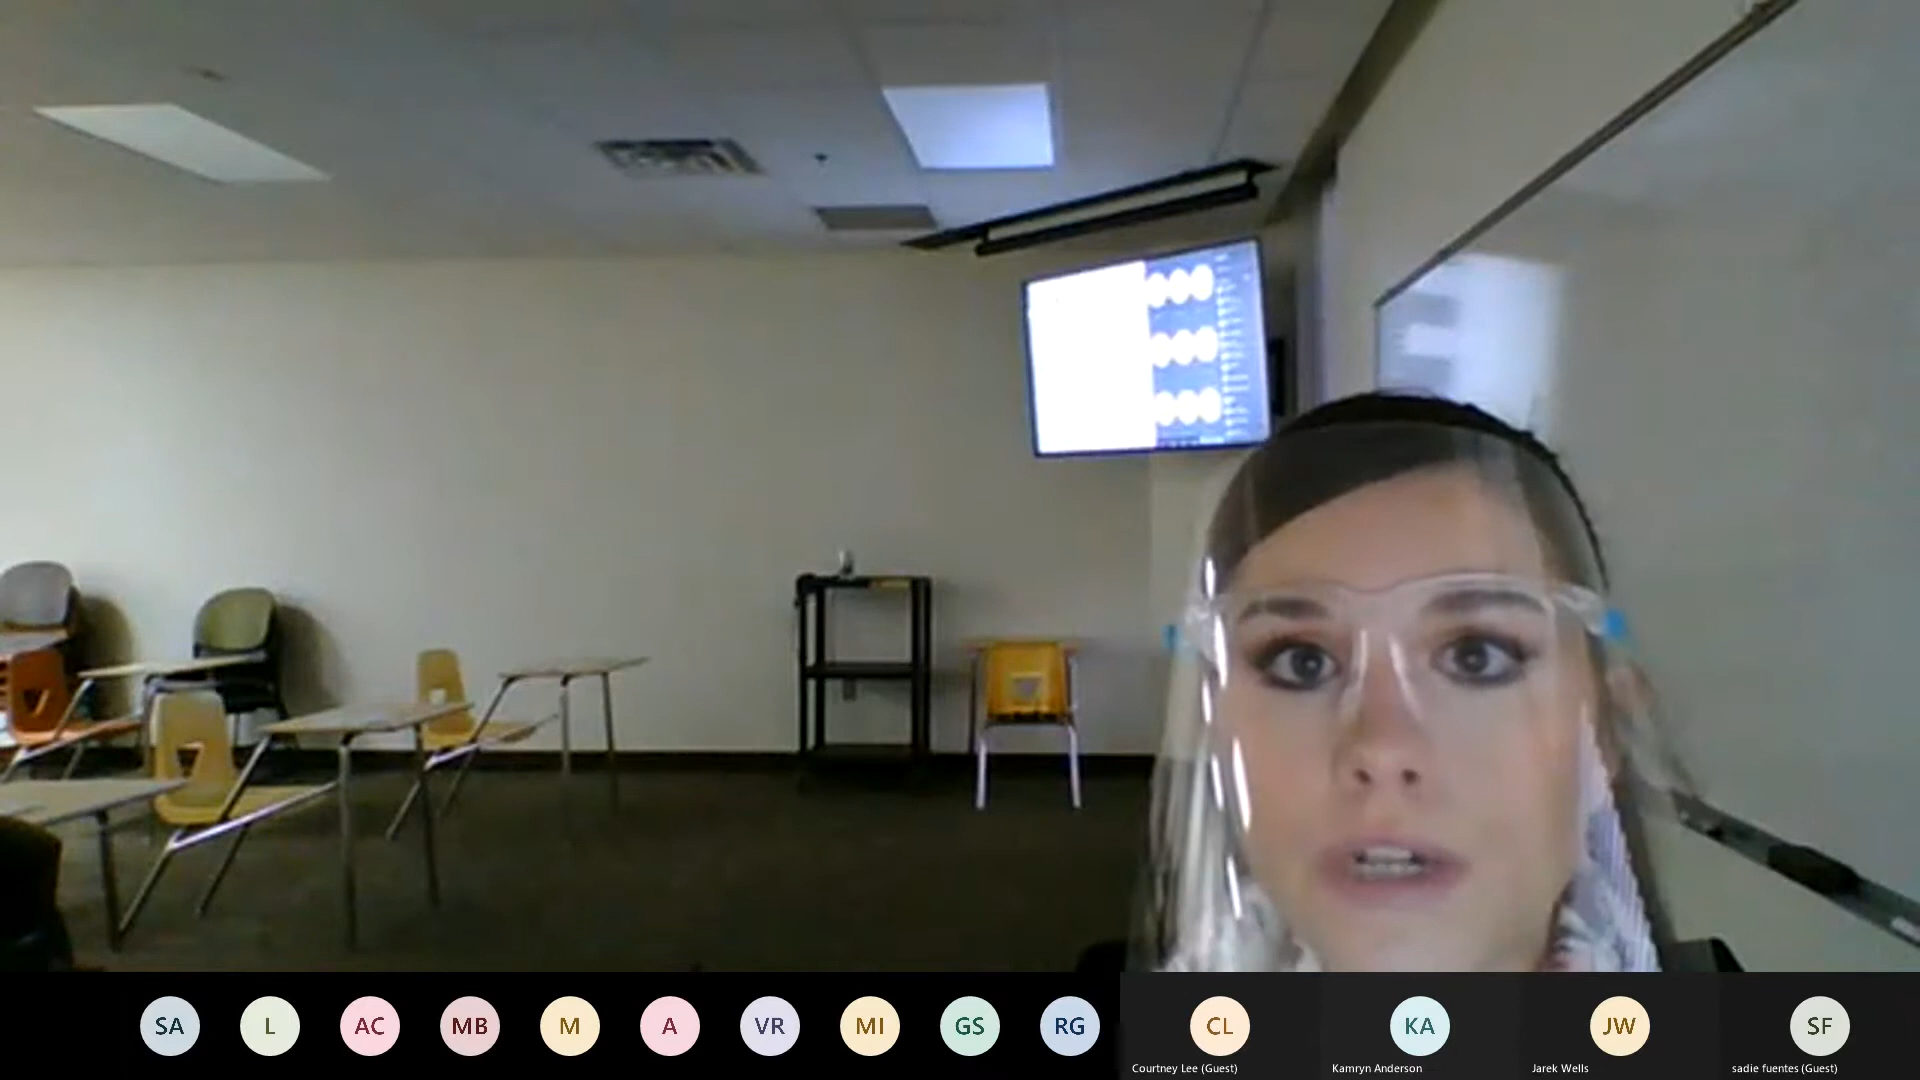 SA
L
AC
MB
M
A
VR
MI
GS
RG
CL
KA
JW
SF
Courtney Lee (Guest)
Kamryn Anderson
Jarek Wells
sadie fuentes (Guest)